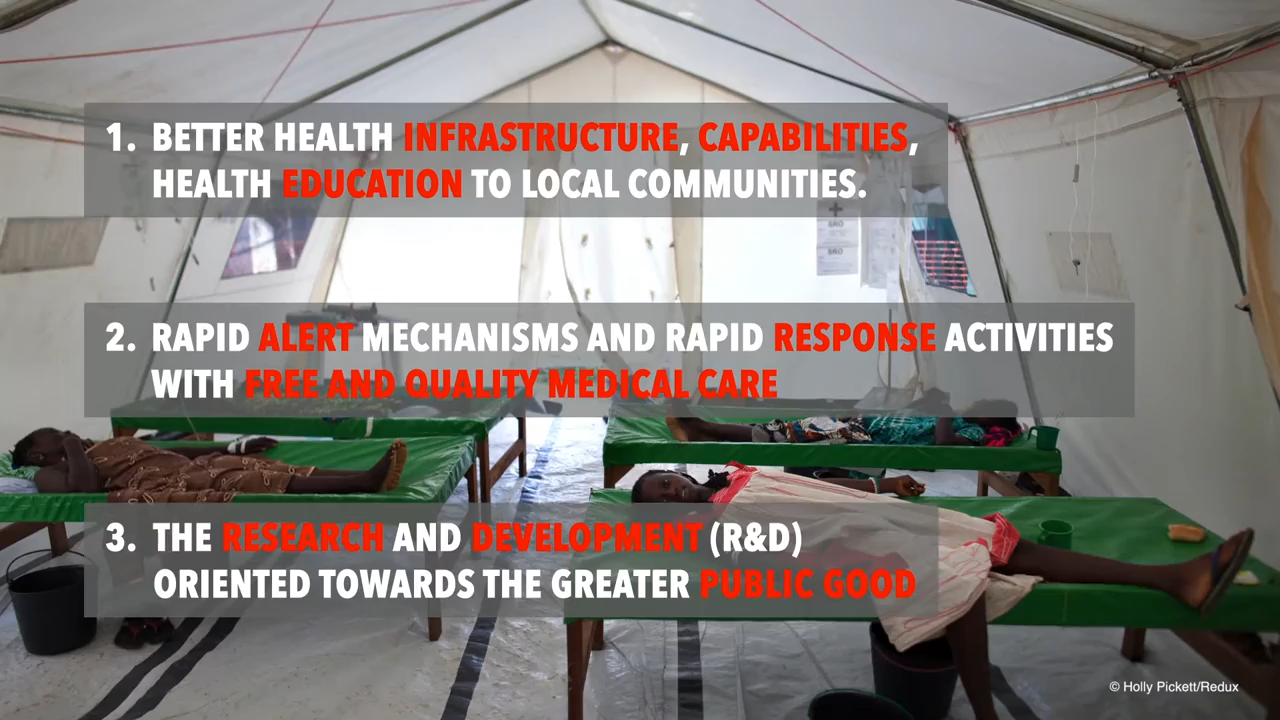 1. BETTER HEALTH INFRASTRUCTURE, CAPABILITIES,
HEALTH EDUCATION TO LOCAL COMMUNITIES.
SRO
SRO
2. RAPID ALERT MECHANISMS AND RAPID RESPONSE ACTIVITIES
WITH FREE AND QUALITY MEDICAL CARE
3. THE RESEARCH AND DEVELOPMENT (R&D)
ORIENTED TOWARDS THE GREATER PUBLIC GOOD
© Holly Pickett/Redux